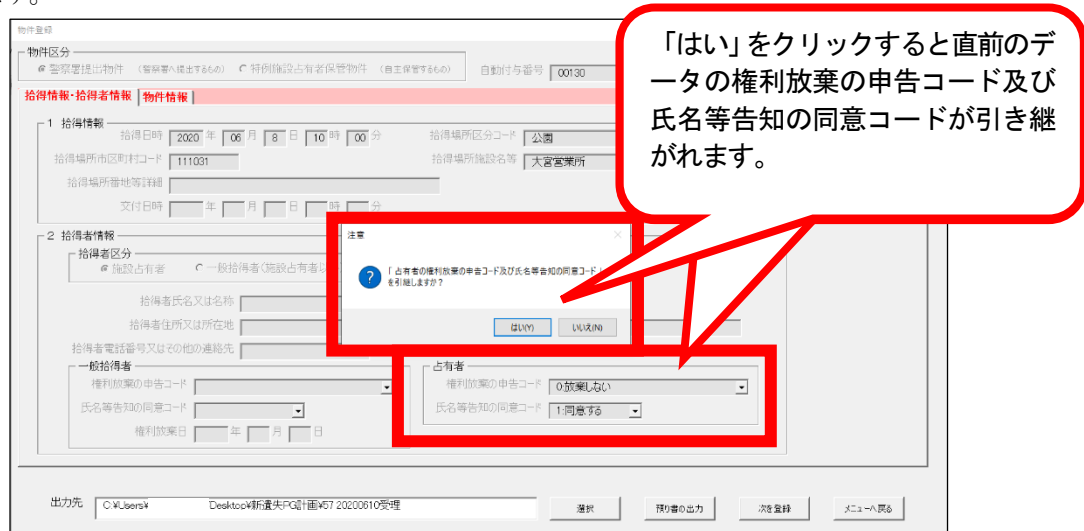 す。
「はい」をクリックすると直前のデ
ータの権利放棄の申告コード及び
氏名等告知の同意コードが引き継
がれます。
物件登録
物件区分
警察署提出物件 (警察署へ提出するもの) 特例施設占有者保管物件 (自主保管するもの) 自動付与番号 00130
拾得情報・拾得者情報 物件情報
1 拾得情報
拾得日時 2020 年 06 月 8 日 10 時 00 分 拾得場所区分コード 公園
拾得場所市区町村コード 111031 拾得場所施設名等 大宮営業所
拾得場所番地等詳細
交付日時 年 月 日 時 分
2 拾得者情報
拾得者区分
施設占有者 一般拾得者(施設占有者以
拾得者氏名又は名称
拾得者住所又は所在地
拾得者電話番号又はその他の連絡先
注意
「占有者の権利放棄の申告コード及び氏名等告知の同意コード」
を引継しますか?
はい(Y) いいえ(N)
一般拾得者
権利放棄の申告コード
氏名等告知の同意コード
権利放棄日 年 月 日
占有者
権利放棄の申告コード 0:放棄しない
氏名等告知の同意コード 1:同意する
出力先 C:¥Users¥ Desktop¥新遺失PG計画¥57 20200610受理 選択 預り書の出力 次を登録 メニューへ戻る